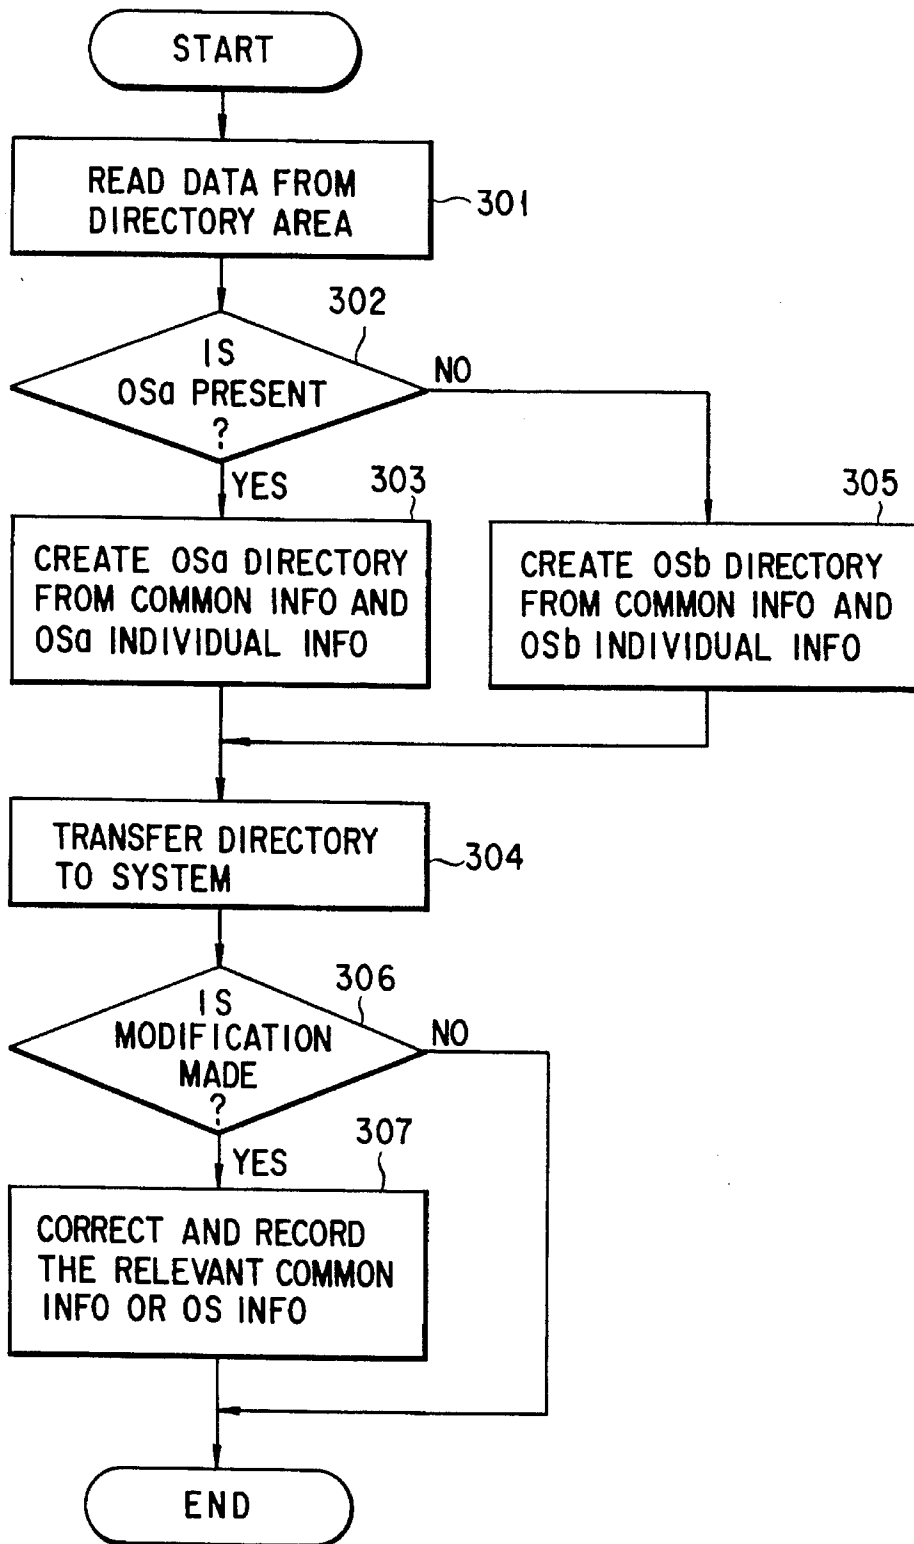 START
READ DATA FROM
DIRECTORY AREA
301
302
IS
OSa PRESENT
?
NO
YES
303
305
CREATE OSa DIRECTORY
FROM COMMON INFO AND
OSa INDIVIDUAL INFO
CREATE OSb DIRECTORY
FROM COMMON INFO AND
OSb INDIVIDUAL INFO
TRANSFER DIRECTORY
TO SYSTEM
304
306
IS
MODIFICATION
MADE
?
NO
YES
307
CORRECT AND RECORD
THE RELEVANT COMMON
INFO OR OS INFO
END